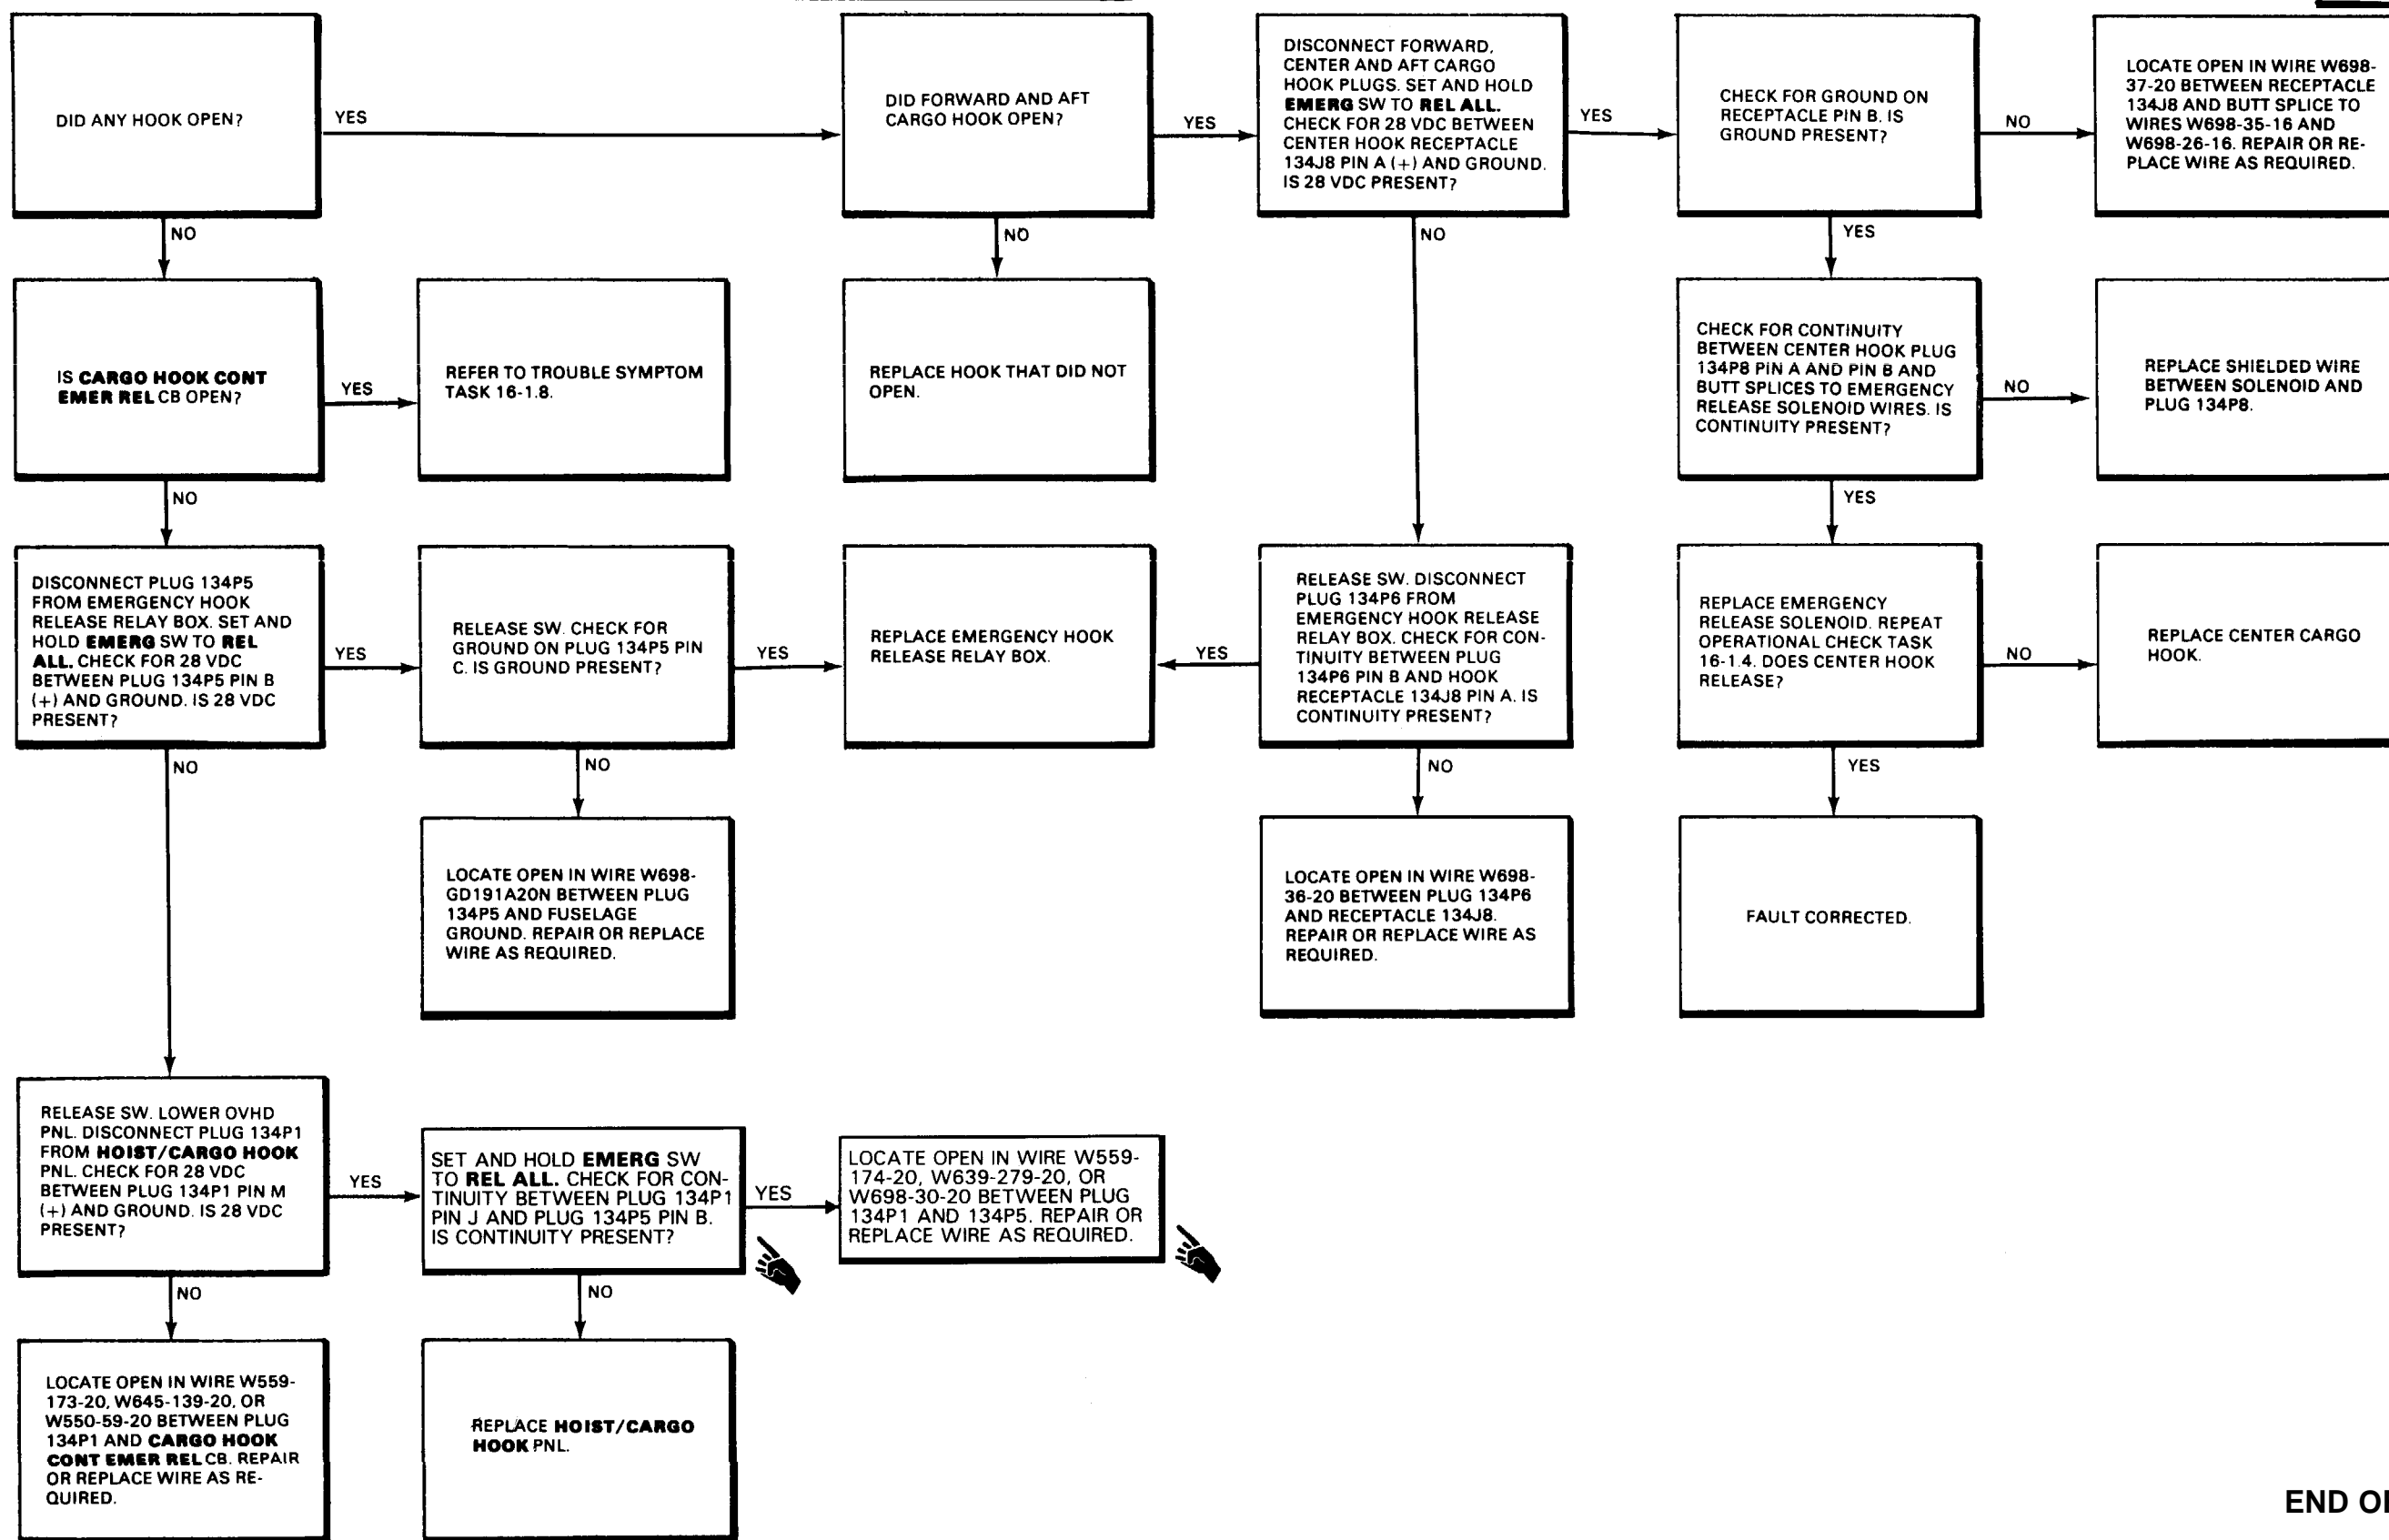 DID ANY HOOK OPEN?
YES
NO
DID FORWARD AND AFT
CARGO HOOK OPEN?
YES
NO
DISCONNECT FORWARD,
CENTER AND AFT CARGO
HOOK PLUGS. SET AND HOLD
EMERG SW TO REL ALL.
CHECK FOR 28 VDC BETWEEN
CENTER HOOK RECEPTACLE
134J8 PIN A (+) AND GROUND.
IS 28 VDC PRESENT?
YES
NO
CHECK FOR GROUND ON
RECEPTACLE PIN B. IS
GROUND PRESENT?
NO
YES
LOCATE OPEN IN WIRE W698-
37-20 BETWEEN RECEPTACLE
134J8 AND BUTT SPLICE TO
WIRES W698-35-16 AND
W698-26-16. REPAIR OR RE-
PLACE WIRE AS REQUIRED.
IS CARGO HOOK CONT
EMER REL CB OPEN?
YES
NO
REFER TO TROUBLE SYMPTOM
TASK 16-1.8.
REPLACE HOOK THAT DID NOT
OPEN.
CHECK FOR CONTINUITY
BETWEEN CENTER HOOK PLUG
134P8 PIN A AND PIN B AND
BUTT SPLICES TO EMERGENCY
RELEASE SOLENOID WIRES. IS
CONTINUITY PRESENT?
NO
YES
REPLACE SHIELDED WIRE
BETWEEN SOLENOID AND
PLUG 134P8.
DISCONNECT PLUG 134P5
FROM EMERGENCY HOOK
RELEASE RELAY BOX. SET AND
HOLD EMERG SW TO REL
ALL. CHECK FOR 28 VDC
BETWEEN PLUG 134P5 PIN B
(+) AND GROUND. IS 28 VDC
PRESENT?
YES
NO
RELEASE SW. CHECK FOR
GROUND ON PLUG 134P5 PIN
C. IS GROUND PRESENT?
YES
NO
REPLACE EMERGENCY HOOK
RELEASE RELAY BOX.
YES
RELEASE SW. DISCONNECT
PLUG 134P6 FROM
EMERGENCY HOOK RELEASE
RELAY BOX. CHECK FOR CON-
TINUITY BETWEEN PLUG
134P6 PIN B AND HOOK
RECEPTACLE 134J8 PIN A. IS
CONTINUITY PRESENT?
NO
REPLACE EMERGENCY
RELEASE SOLENOID. REPEAT
OPERATIONAL CHECK TASK
16-1.4. DOES CENTER HOOK
RELEASE?
NO
YES
REPLACE CENTER CARGO
HOOK.
LOCATE OPEN IN WIRE W698-
GD191A20N BETWEEN PLUG
134P5 AND FUSELAGE
GROUND. REPAIR OR REPLACE
WIRE AS REQUIRED.
LOCATE OPEN IN WIRE W698-
36-20 BETWEEN PLUG 134P6
AND RECEPTACLE 134J8.
REPAIR OR REPLACE WIRE AS
REQUIRED.
FAULT CORRECTED.
RELEASE SW. LOWER OVHD
PNL. DISCONNECT PLUG 134P1
FROM HOIST/CARGO HOOK
PNL. CHECK FOR 28 VDC
BETWEEN PLUG 134P1 PIN M
(+) AND GROUND. IS 28 VDC
PRESENT?
YES
NO
SET AND HOLD EMERG SW
TO REL ALL. CHECK FOR CON-
TINUITY BETWEEN PLUG 134P1
PIN J AND PLUG 134P5 PIN B.
IS CONTINUITY PRESENT?
YES
NO
LOCATE OPEN IN WIRE W559-
174-20, W639-279-20, OR
W698-30-20 BETWEEN PLUG
134P1 AND 134P5. REPAIR OR
REPLACE WIRE AS REQUIRED.
LOCATE OPEN IN WIRE W559-
173-20, W645-139-20, OR
W550-59-20 BETWEEN PLUG
134P1 AND CARGO HOOK
CONT EMER REL CB. REPAIR
OR REPLACE WIRE AS RE-
QUIRED.
REPLACE HOIST/CARGO
HOOK PNL.
END